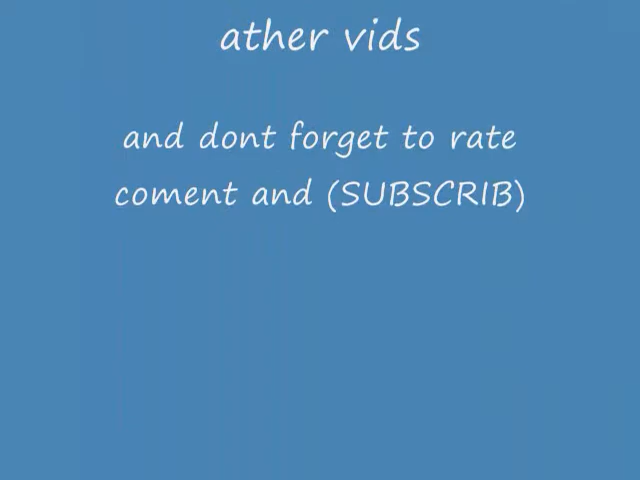 ather vids
and dont forget to rate
coment and (SUBSCRIB)